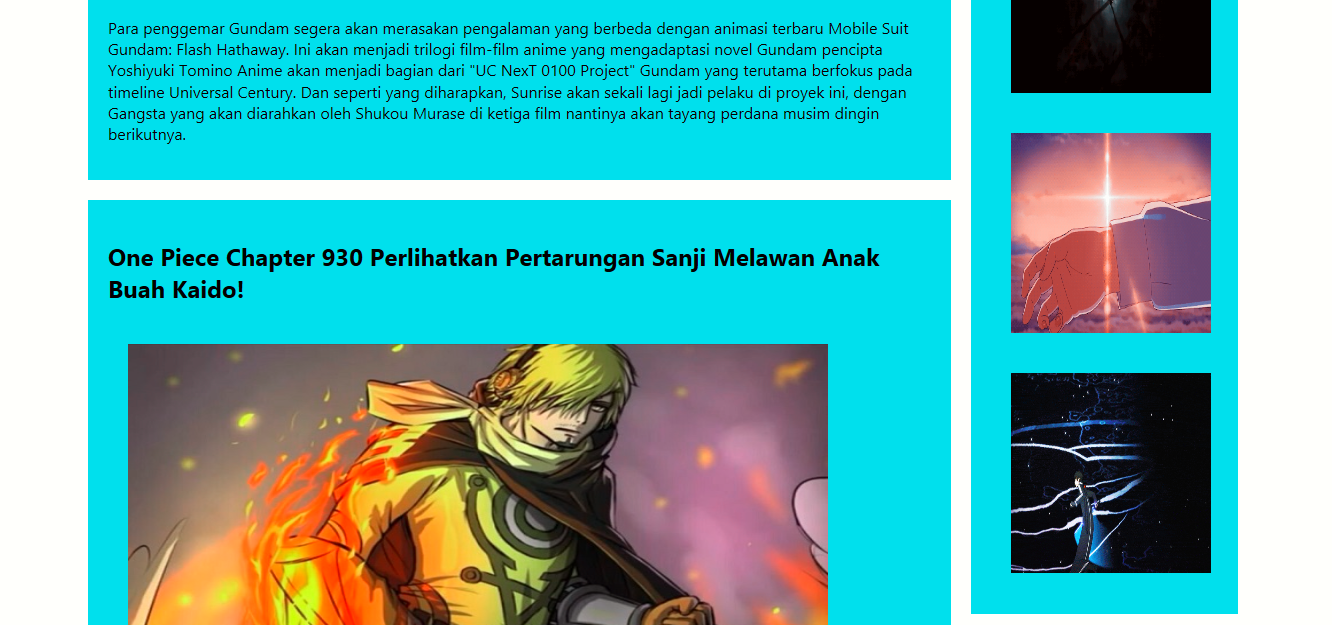 Para penggemar Gundam segera akan merasakan pengalaman yang berbeda dengan animasi terbaru Mobile Suit
Gundam: Flash Hathaway. Ini akan menjadi trilogi film-film anime yang mengadaptasi novel Gundam pencipta
Yoshiyuki Tomino Anime akan menjadi bagian dari "UC NexT 0100 Project" Gundam yang terutama berfokus pada
timeline Universal Century. Dan seperti yang diharapkan, Sunrise akan sekali lagi jadi pelaku di proyek ini, dengan
Gangsta yang akan diarahkan oleh Shukou Murase di ketiga film nantinya akan tayang perdana musim dingin
berikutnya.
One Piece Chapter 930 Perlihatkan Pertarungan Sanji Melawan Anak
Buah Kaido!